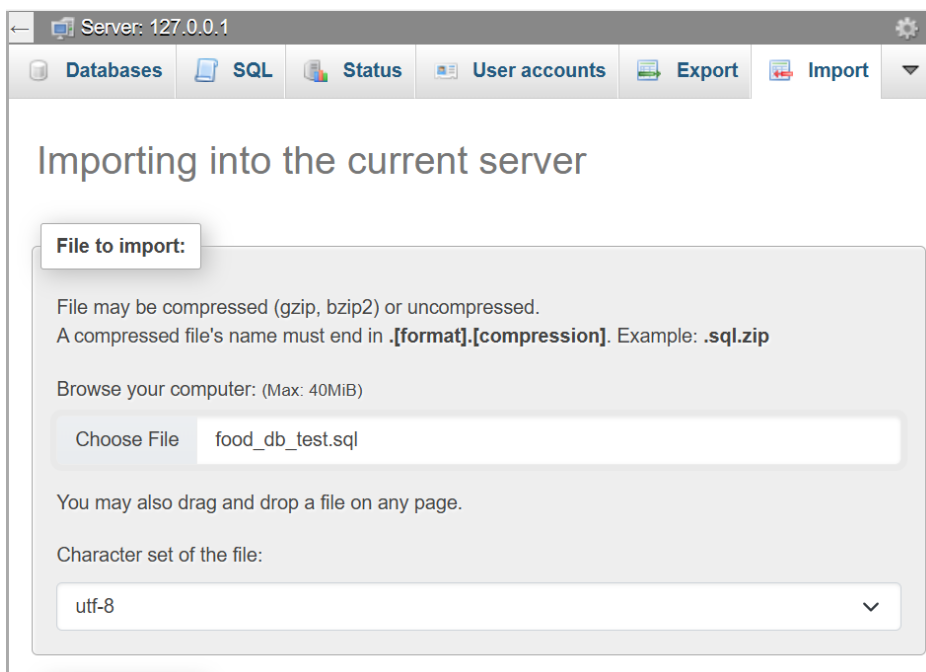 Server: 127.0.0.1
Databases SQL Status User accounts Export Import
Importing into the current server
File to import:
File may be compressed (gzip, bzip2) or uncompressed.
A compressed file's name must end in .[format].[compression]. Example: .sql.zip
Browse your computer: (Max: 40MiB)
Choose File food_db_test.sql
You may also drag and drop a file on any page.
Character set of the file:
utf-8